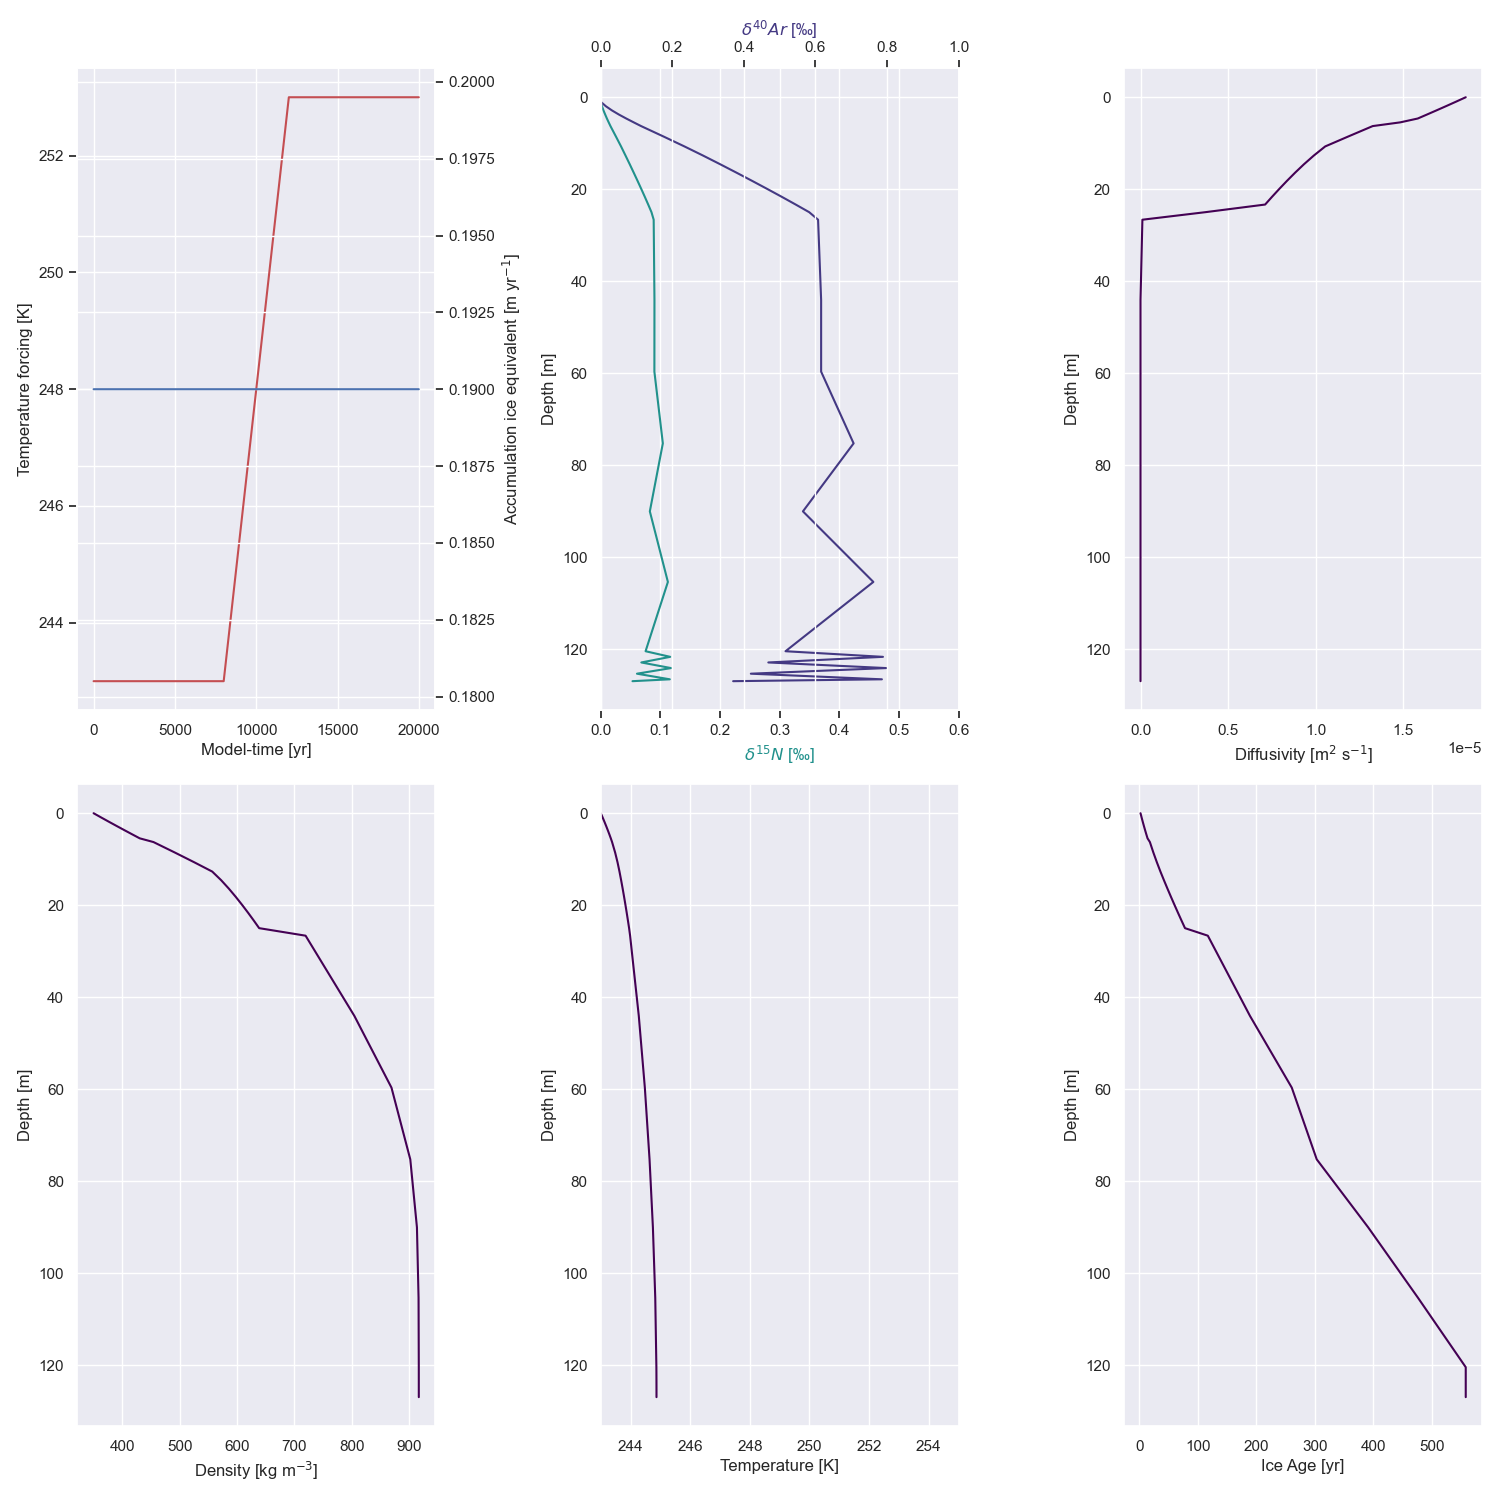 δ⁴⁰Ar [‰]
0.0 0.2 0.4 0.6 0.8 1.0
Temperature forcing [K]
252
250
248
246
244
0.2000
0.1975
0.1950
0.1925
0.1900
0.1875
0.1850
0.1825
0.1800
Accumulation ice equivalent [m yr⁻¹]
0 5000 10000 15000 20000
Model-time [yr]
Depth [m]
0
20
40
60
80
100
120
0.0 0.1 0.2 0.3 0.4 0.5 0.6
δ¹⁵N [‰]
Depth [m]
0
20
40
60
80
100
120
0.0 0.5 1.0 1.5
1e−5
Diffusivity [m² s⁻¹]
Depth [m]
0
20
40
60
80
100
120
400 500 600 700 800 900
Density [kg m⁻³]
Depth [m]
0
20
40
60
80
100
120
244 246 248 250 252 254
Temperature [K]
Depth [m]
0
20
40
60
80
100
120
0 100 200 300 400 500
Ice Age [yr]